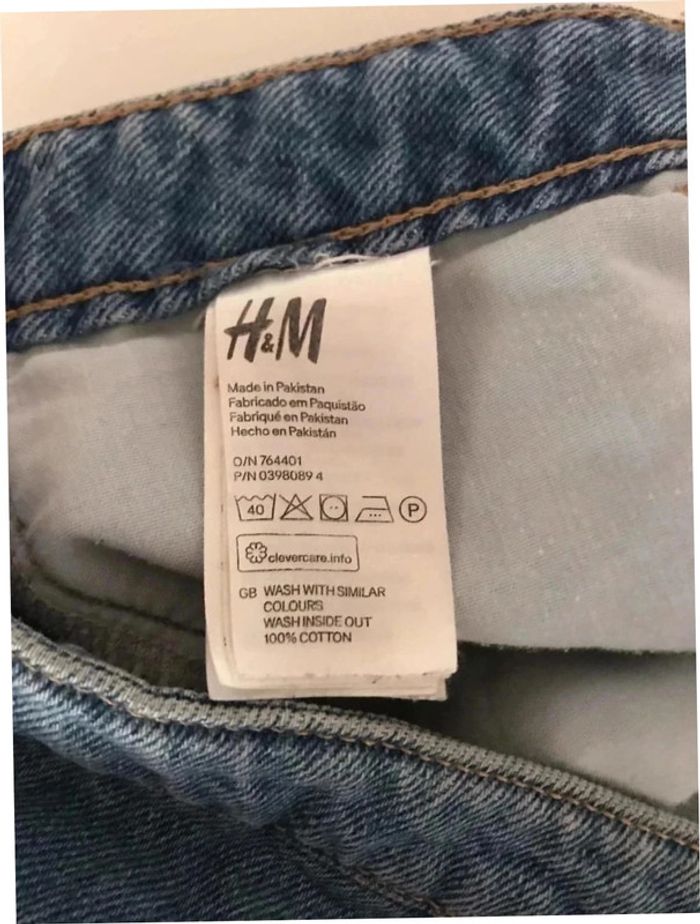 H&M
Made in Pakistan
Fabricado em Paquistão
Fabriqué en Pakistan
Hecho en Pakistán
O/N 764401
P/N 0398089 4
40 P
clevercare.info
GB WASH WITH SIMILAR
COLOURS
WASH INSIDE OUT
100% COTTON